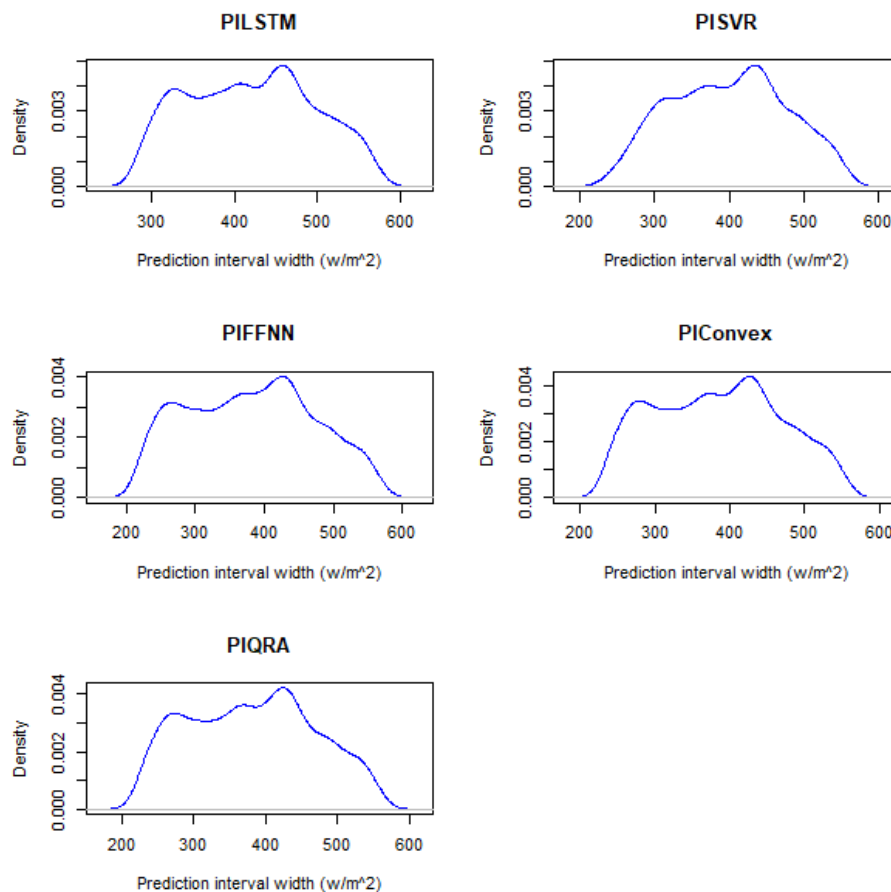 PILSTM
Density
0.000 0.003
300 400 500 600
Prediction interval width (w/m^2)
PISVR
Density
0.000 0.003
200 300 400 500 600
Prediction interval width (w/m^2)
PIFFNN
Density
0.000 0.002 0.004
200 300 400 500 600
Prediction interval width (w/m^2)
PIConvex
Density
0.000 0.002 0.004
200 300 400 500 600
Prediction interval width (w/m^2)
PIQRA
Density
0.000 0.002 0.004
200 300 400 500 600
Prediction interval width (w/m^2)